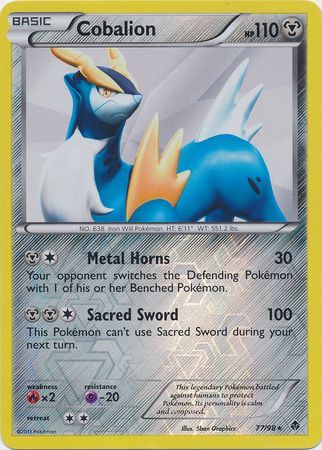 BASIC
Cobalion
HP110
NO. 638 Iron Will Pokémon HT: 6'11" WT: 551.2 lbs.
Metal Horns 30
Your opponent switches the Defending Pokémon
with 1 of his or her Benched Pokémon.
Sacred Sword 100
This Pokémon can't use Sacred Sword during your
next turn.
weakness
×2
resistance
-20
retreat
This legendary Pokémon battled
against humans to protect
Pokémon. Its personality is calm
and composed.
©2011 Pokémon
Illus. 5ban Graphics
77/98 ★